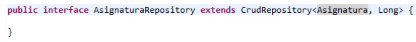 public interface AsignaturaRepository extends CrudRepository<Asignatura, Long> {
}